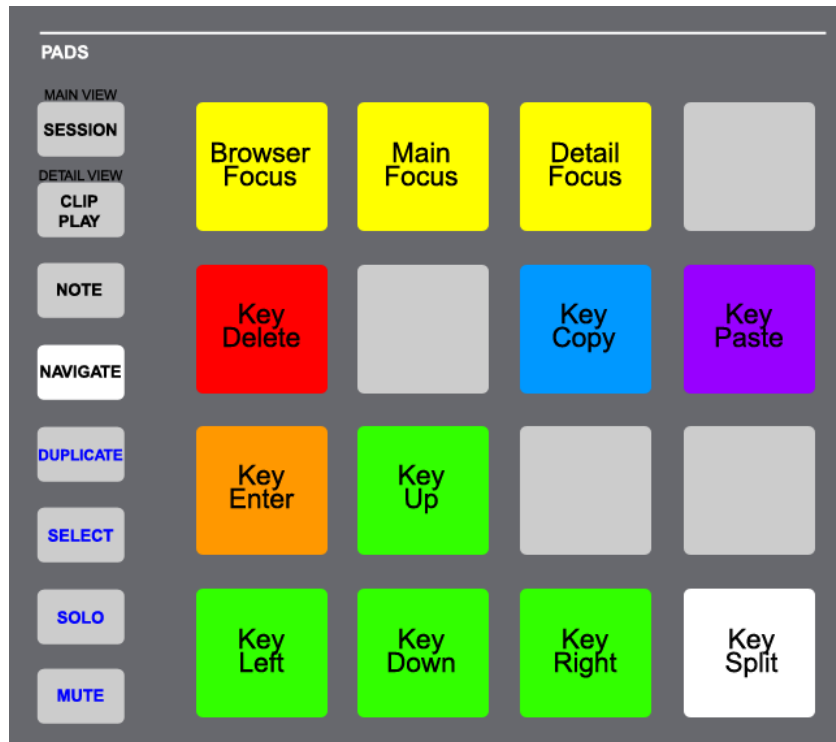 PADS
MAIN VIEW
SESSION
DETAIL VIEW
CLIP
PLAY
NOTE
NAVIGATE
DUPLICATE
SELECT
SOLO
MUTE
Browser
Focus
Main
Focus
Detail
Focus
Key
Delete
Key
Copy
Key
Paste
Key
Enter
Key
Up
Key
Left
Key
Down
Key
Right
Key
Split